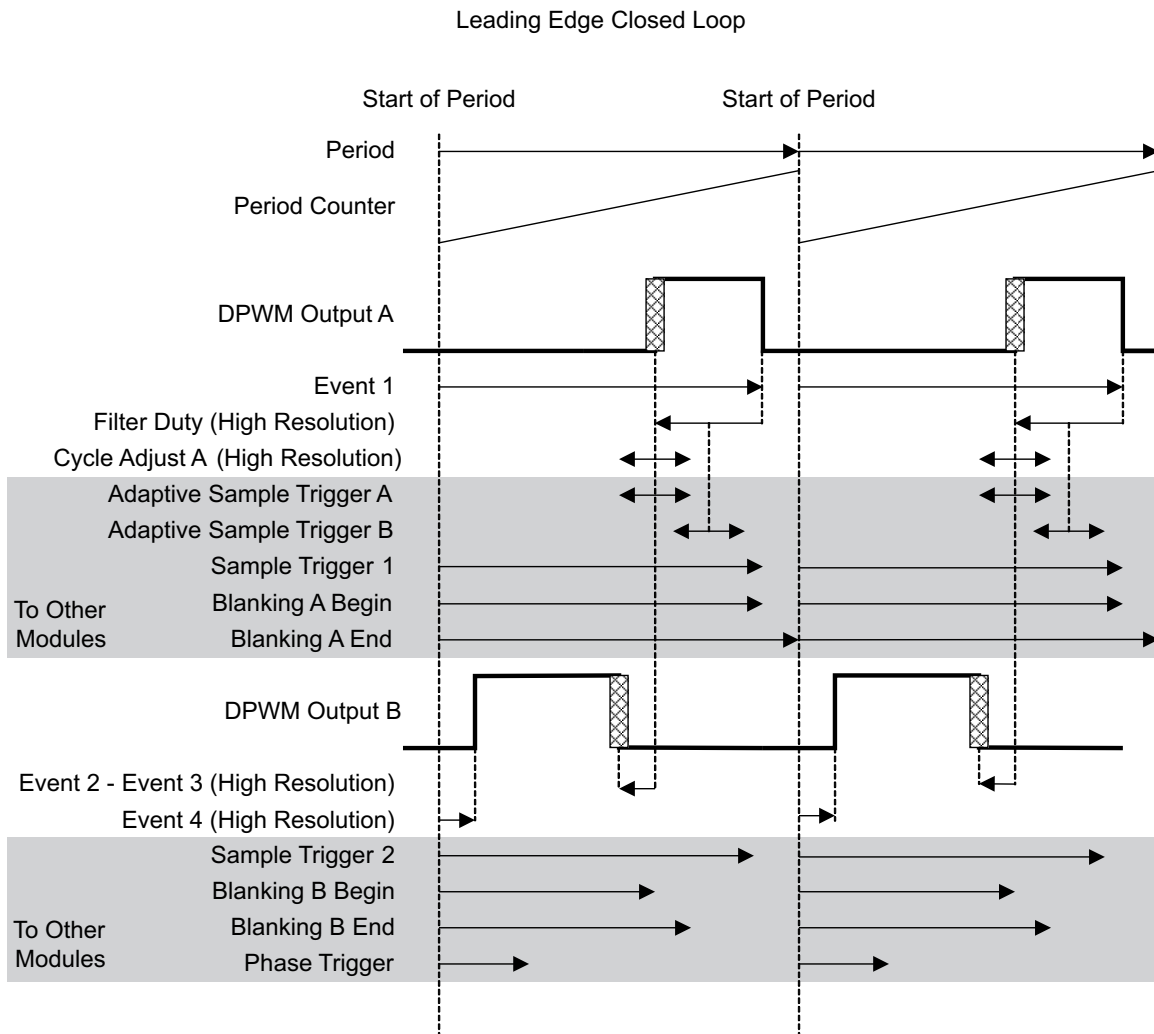 Leading Edge Closed Loop
Start of Period
Start of Period
Period
Period Counter
DPWM Output A
Event 1
Filter Duty (High Resolution)
Cycle Adjust A (High Resolution)
Adaptive Sample Trigger A
Adaptive Sample Trigger B
Sample Trigger 1
Blanking A Begin
To Other
Modules
Blanking A End
DPWM Output B
Event 2 - Event 3 (High Resolution)
Event 4 (High Resolution)
Sample Trigger 2
Blanking B Begin
Blanking B End
To Other
Modules
Phase Trigger